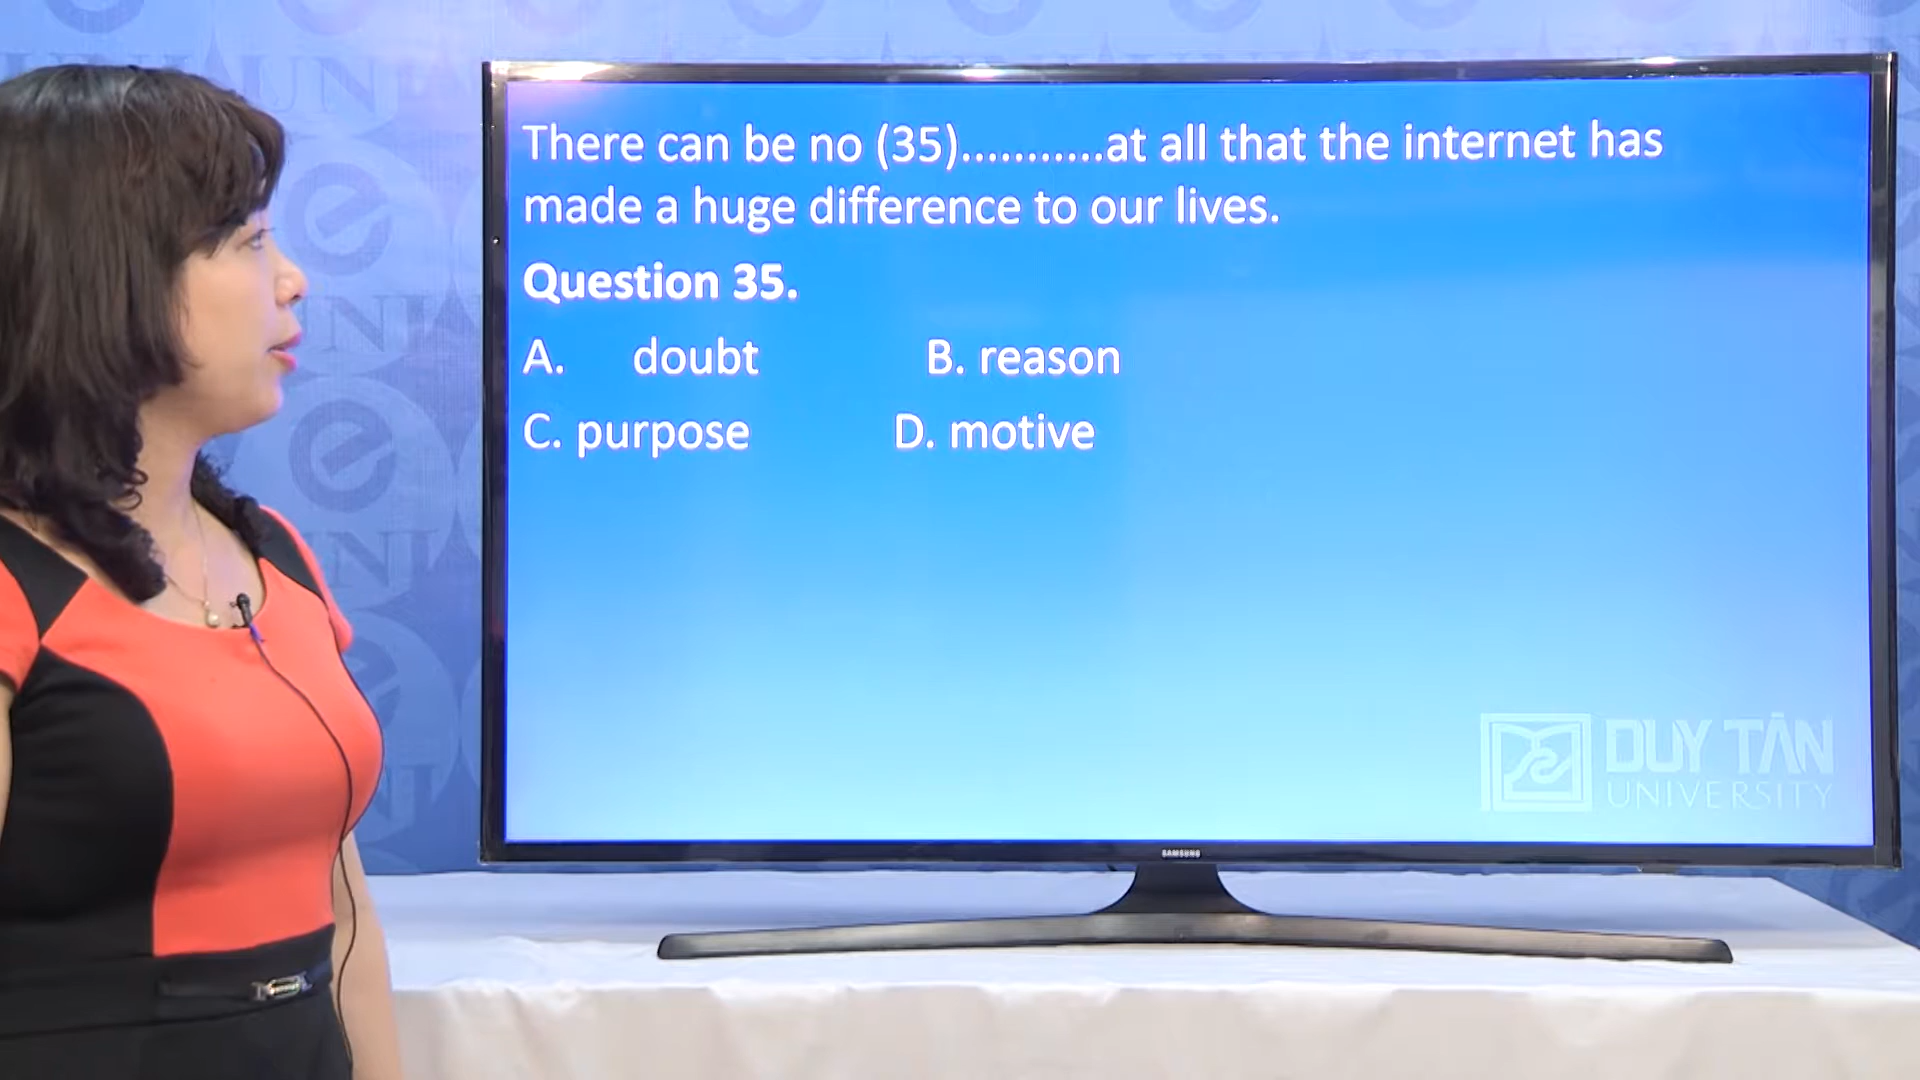 There can be no (35)...........at all that the internet has
made a huge difference to our lives.
Question 35.
A. doubt B. reason
C. purpose D. motive
DUY TÂN
UNIVERSITY
SAMSUNG